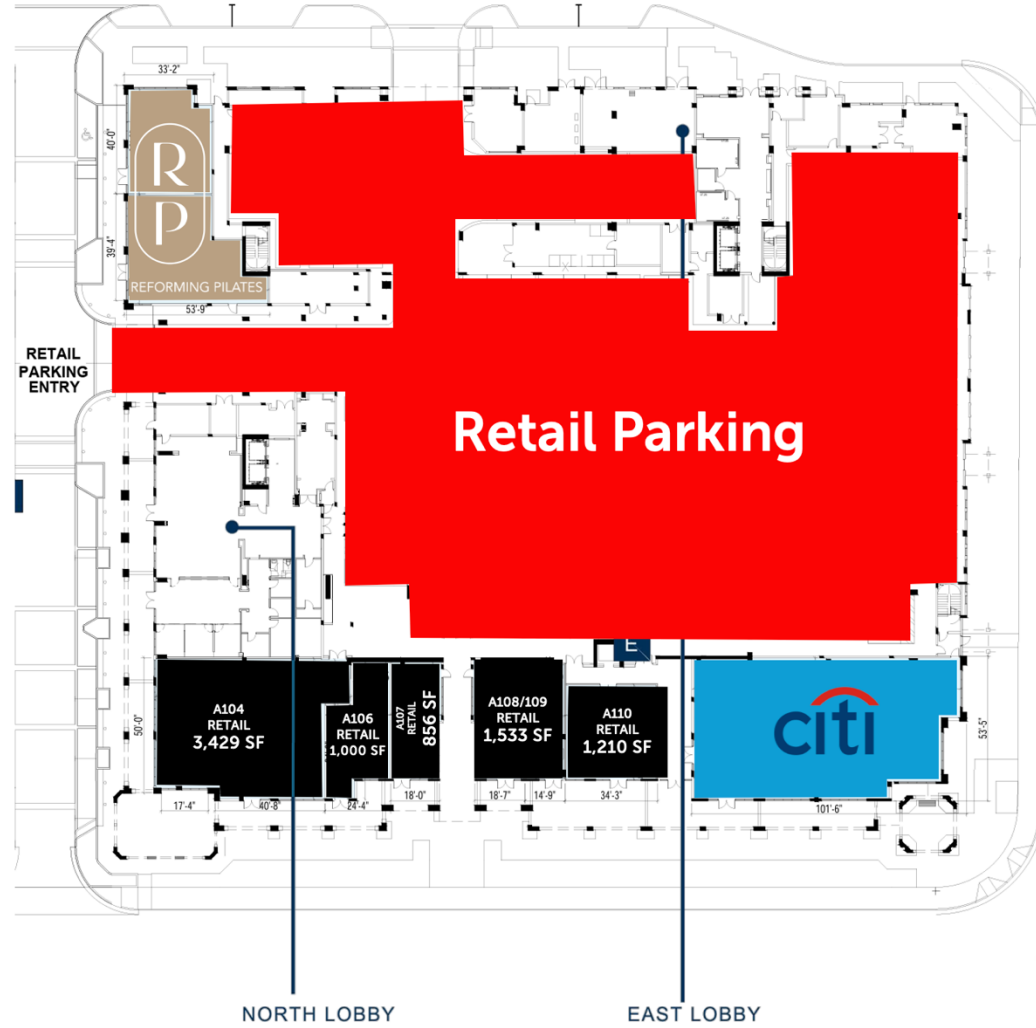 33'-2"
40'-0"
R
P
39'-4"
REFORMING PILATES
53'-9"
RETAIL
PARKING
ENTRY
Retail Parking
E
A104
RETAIL
3,429 SF
A106
RETAIL
1,000 SF
A107
RETAIL
856 SF
A108/109
RETAIL
1,533 SF
A110
RETAIL
1,210 SF
citi
50'-0"
53'-5"
17'-4"
40'-8"
24'-4"
18'-0"
18'-7"
14'-9"
34'-3"
101'-6"
NORTH LOBBY
EAST LOBBY